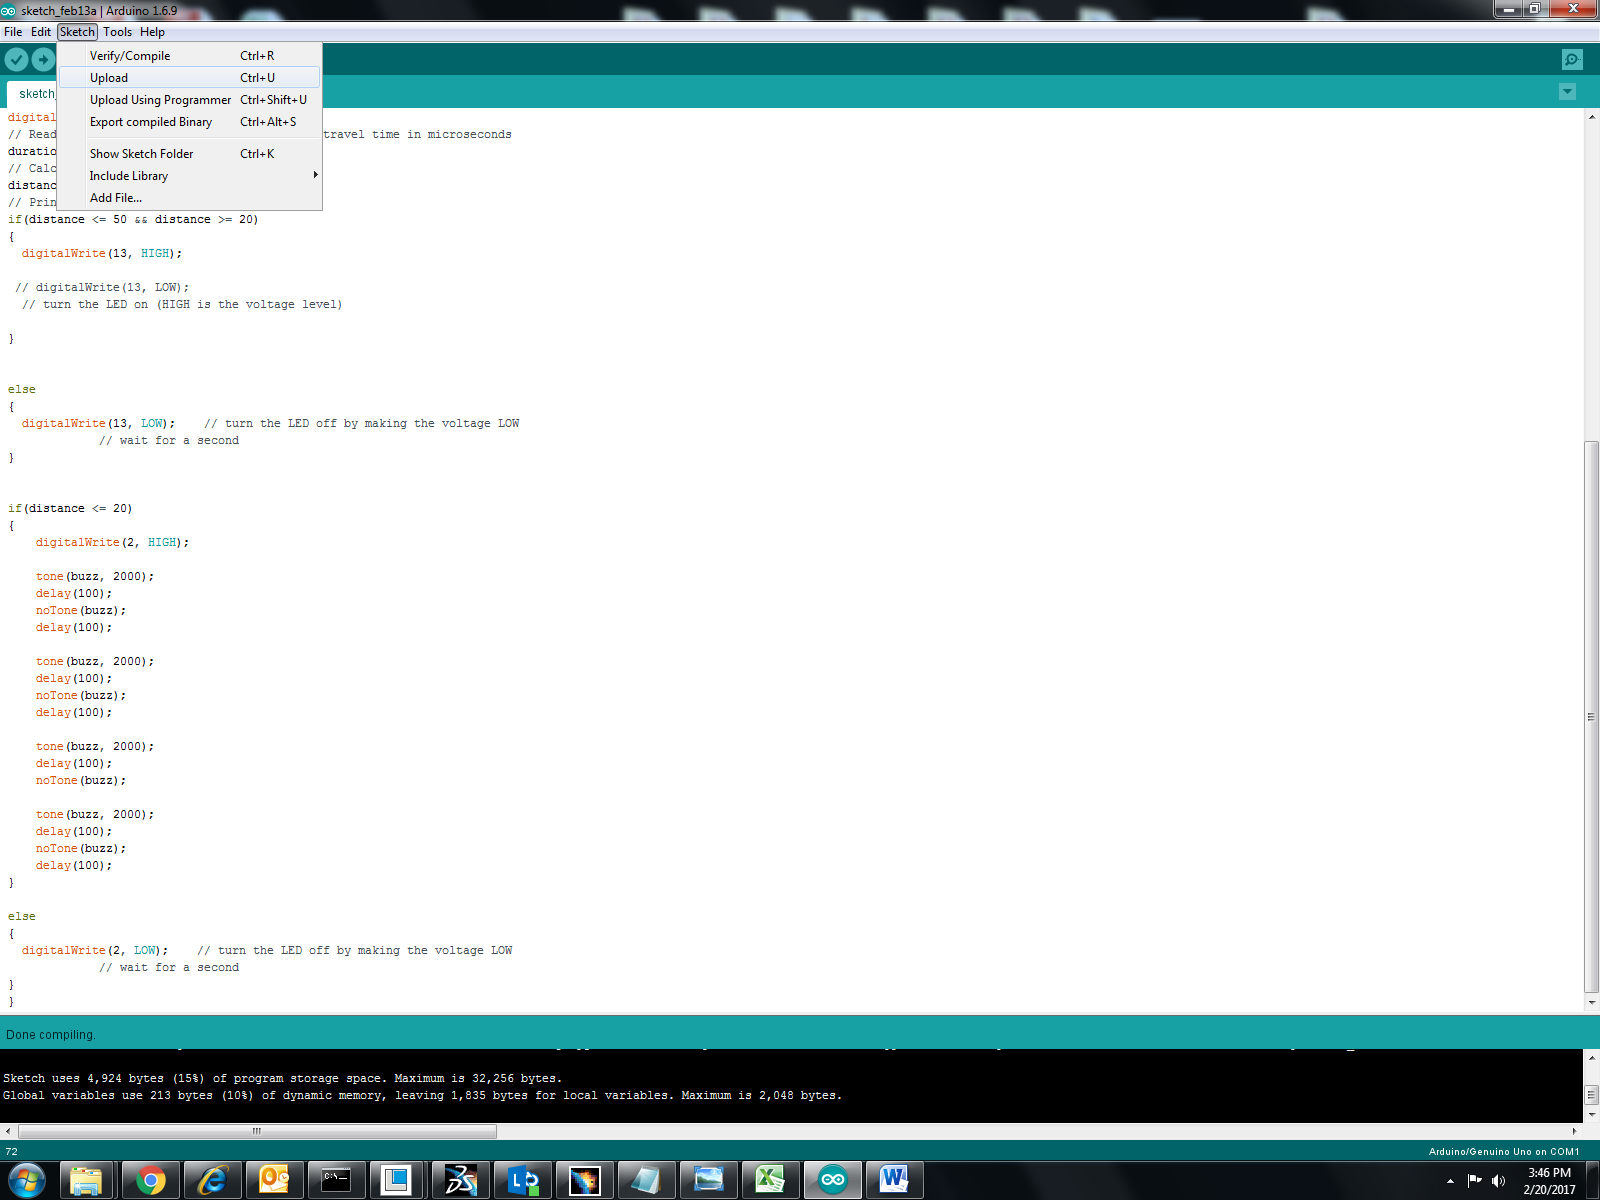 sketch_feb13a | Arduino 1.6.9
File Edit Sketch Tools Help
Verify/Compile Ctrl+R
Upload Ctrl+U
Upload Using Programmer Ctrl+Shift+U
Export compiled Binary Ctrl+Alt+S
Show Sketch Folder Ctrl+K
Include Library
Add File...
sketch_
digital
// Read travel time in microseconds
duratio
// Calc
distanc
// Prin
if(distance <= 50 && distance >= 20)
{
digitalWrite(13, HIGH);
// digitalWrite(13, LOW);
// turn the LED on (HIGH is the voltage level)
}
else
{
digitalWrite(13, LOW); // turn the LED off by making the voltage LOW
// wait for a second
}
if(distance <= 20)
{
digitalWrite(2, HIGH);
tone(buzz, 2000);
delay(100);
noTone(buzz);
delay(100);
tone(buzz, 2000);
delay(100);
noTone(buzz);
delay(100);
tone(buzz, 2000);
delay(100);
noTone(buzz);
tone(buzz, 2000);
delay(100);
noTone(buzz);
delay(100);
}
else
{
digitalWrite(2, LOW); // turn the LED off by making the voltage LOW
// wait for a second
}
}
Done compiling.
Sketch uses 4,924 bytes (15%) of program storage space. Maximum is 32,256 bytes.
Global variables use 213 bytes (10%) of dynamic memory, leaving 1,835 bytes for local variables. Maximum is 2,048 bytes.
72
Arduino/Genuino Uno on COM1
3:46 PM
2/20/2017